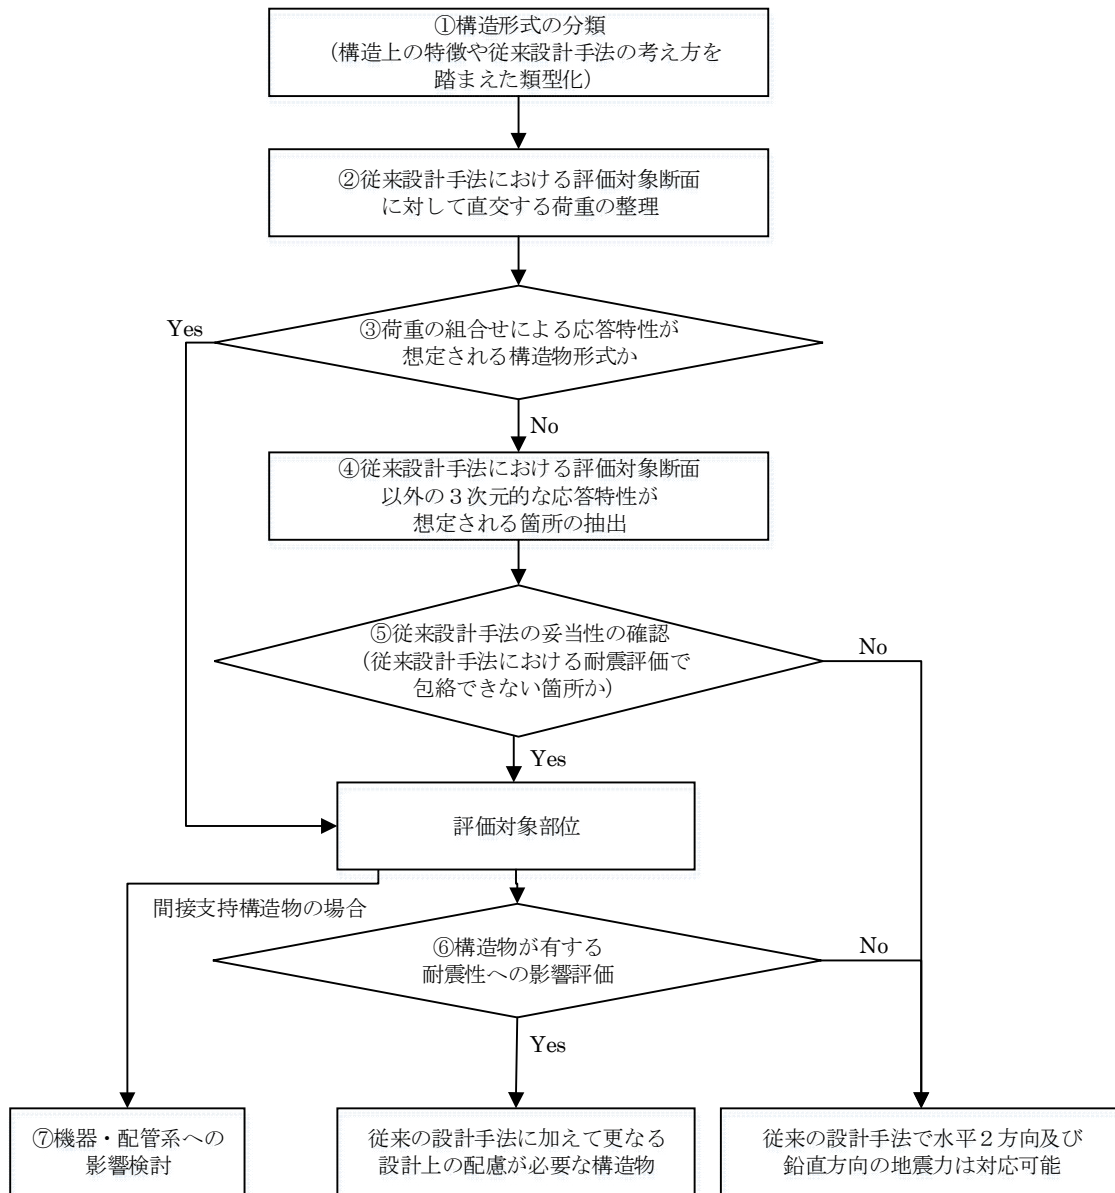 ①構造形式の分類
（構造上の特徴や従来設計手法の考え方を
踏まえた類型化）
②従来設計手法における評価対象断面
に対して直交する荷重の整理
Yes
③荷重の組合せによる応答特性が
想定される構造物形式か
No
④従来設計手法における評価対象断面
以外の３次元的な応答特性が
想定される箇所の抽出
⑤従来設計手法の妥当性の確認
（従来設計手法における耐震評価で
包絡できない箇所か）
No
Yes
評価対象部位
間接支持構造物の場合
⑥構造物が有する
耐震性への影響評価
No
Yes
⑦機器・配管系への
影響検討
従来の設計手法に加えて更なる
設計上の配慮が必要な構造物
従来の設計手法で水平２方向及び
鉛直方向の地震力は対応可能